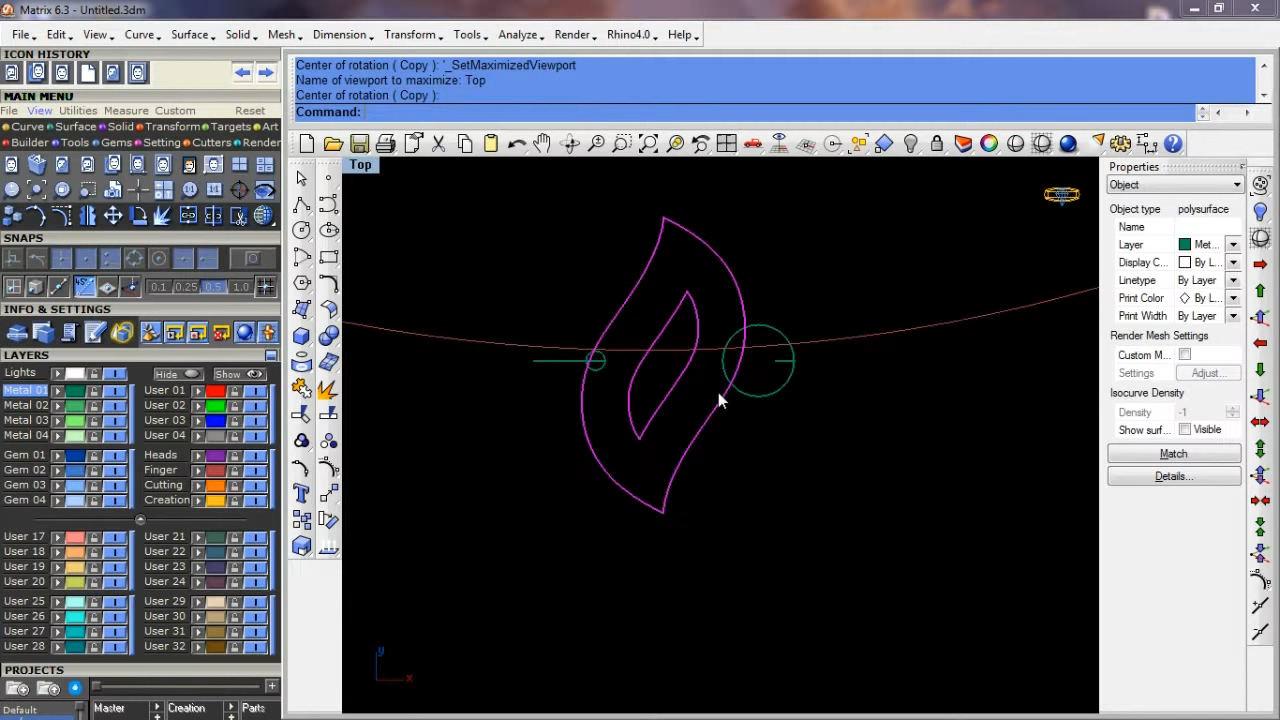 Matrix 6.3 - Untitled.3dm
File Edit View Curve Surface Solid Mesh Dimension Transform Tools Analyze Render Rhino4.0 Help
ICON HISTORY
MAIN MENU
File View Utilities Measure Custom Reset
Curve Surface Solid Transform Targets Art
Builder Tools Gems Setting Cutters Render
SNAPS
45°
0.1 0.25 0.5 1.0
INFO & SETTINGS
LAYERS
Lights Hide Show
Metal 01 User 01
Metal 02 User 02
Metal 03 User 03
Metal 04 User 04
Gem 01 Heads
Gem 02 Finger
Gem 03 Cutting
Gem 04 Creation
User 17 User 21
User 18 User 22
User 19 User 23
User 20 User 24
User 25 User 29
User 26 User 30
User 27 User 31
User 28 User 32
PROJECTS
Default Master Creation Parts
Center of rotation ( Copy ): '_SetMaximizedViewport
Name of viewport to maximize: Top
Center of rotation ( Copy ):
Command:
Top
y
x
Properties
Object
Object type polysurface
Name
Layer Met...
Display C... By L...
Linetype By Layer
Print Color By L...
Print Width By Layer
Render Mesh Settings
Custom M...
Settings Adjust...
Isocurve Density
Density -1
Show surf... Visible
Match
Details...